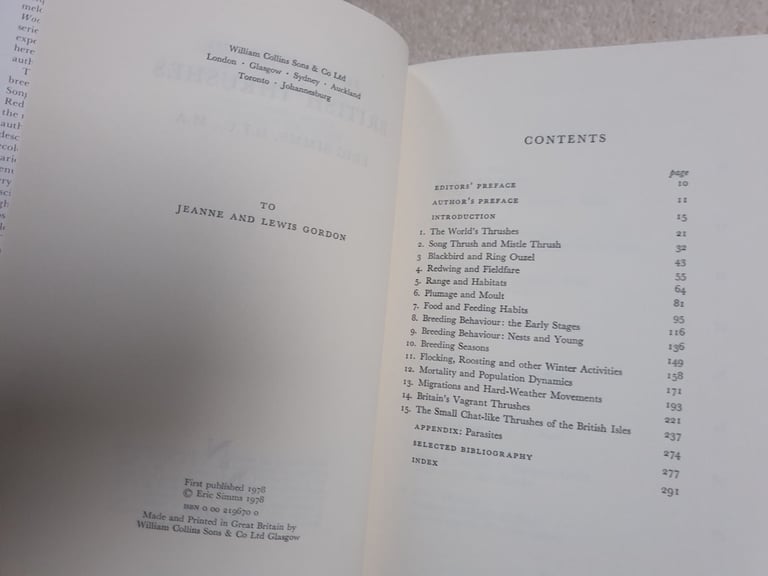 William Collins Sons & Co Ltd
London · Glasgow · Sydney · Auckland
Toronto · Johannesburg
TO
JEANNE AND LEWIS GORDON
First published 1978
© Eric Simms 1978
ISBN 0 00 219670 0
Made and Printed in Great Britain by
William Collins Sons & Co Ltd Glasgow
CONTENTS
page
EDITORS' PREFACE 10
AUTHOR'S PREFACE 11
INTRODUCTION 15
1. The World's Thrushes 21
2. Song Thrush and Mistle Thrush 32
3 Blackbird and Ring Ouzel 43
4. Redwing and Fieldfare 55
5. Range and Habitats 64
6. Plumage and Moult 81
7. Food and Feeding Habits 95
8. Breeding Behaviour: the Early Stages 116
9. Breeding Behaviour: Nests and Young 136
10. Breeding Seasons 149
11. Flocking, Roosting and other Winter Activities 158
12. Mortality and Population Dynamics 171
13. Migrations and Hard-Weather Movements 193
14. Britain's Vagrant Thrushes 221
15. The Small Chat-like Thrushes of the British Isles 237
APPENDIX: Parasites 274
SELECTED BIBLIOGRAPHY 277
INDEX 291